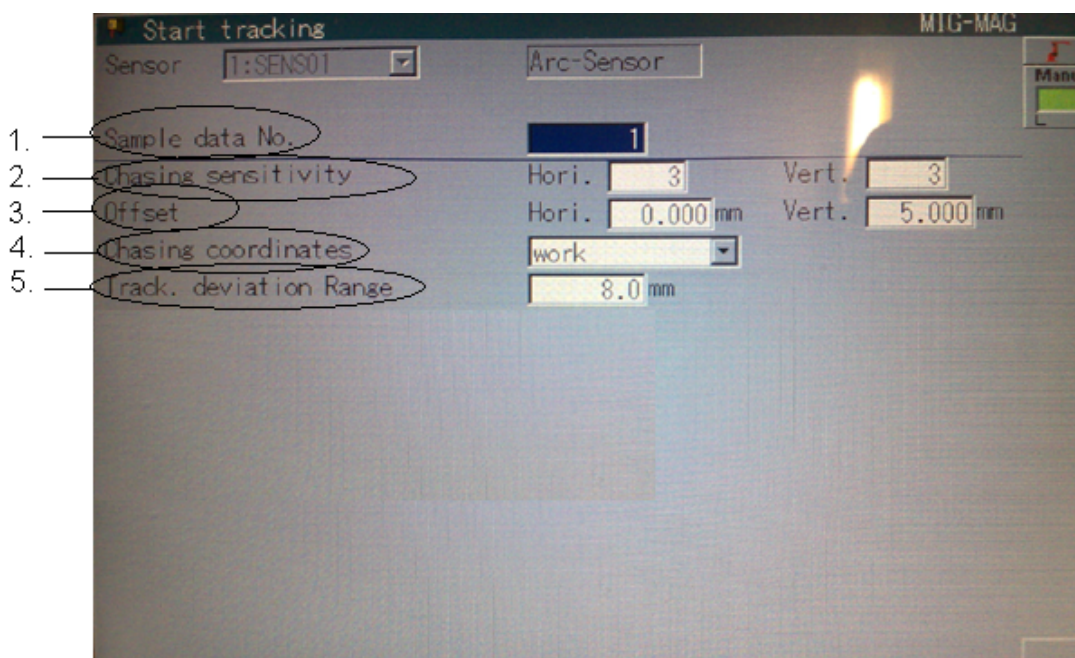 Start tracking MIG-MAG
Sensor 1:SENS01 Arc-Sensor
Manu
1. Sample data No. 1
2. Chasing sensitivity Hori. 3 Vert. 3
3. Offset Hori. 0.000 mm Vert. 5.000 mm
4. Chasing coordinates work
5. Track. deviation Range 8.0 mm